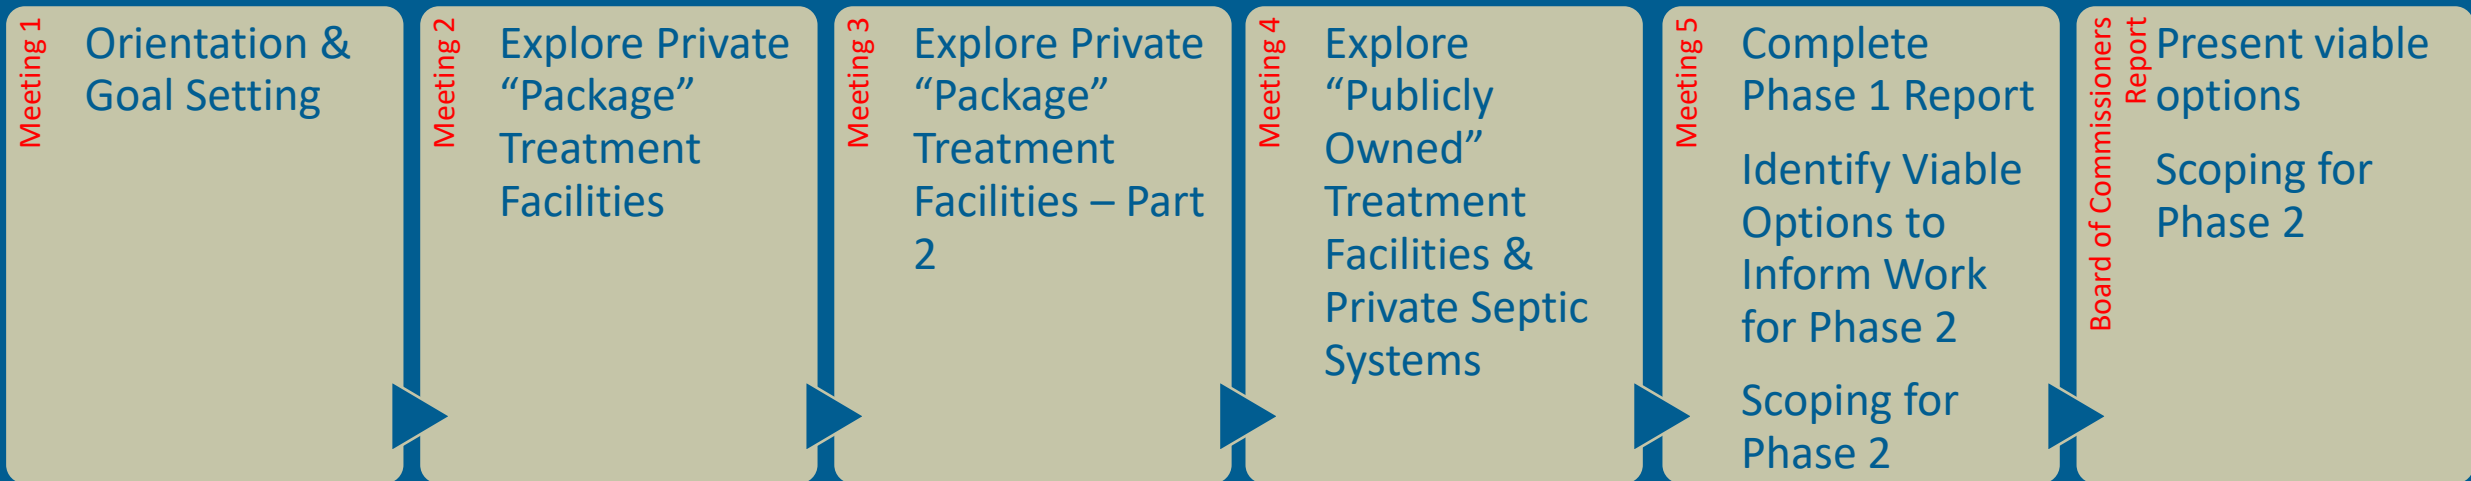 Meeting 1
Orientation &
Goal Setting
Meeting 2
Explore Private
“Package”
Treatment
Facilities
Meeting 3
Explore Private
“Package”
Treatment
Facilities – Part
2
Meeting 4
Explore
“Publicly
Owned”
Treatment
Facilities &
Private Septic
Systems
Meeting 5
Complete
Phase 1 Report
Identify Viable
Options to
Inform Work
for Phase 2
Scoping for
Phase 2
Board of Commissioners
Report
Present viable
options
Scoping for
Phase 2